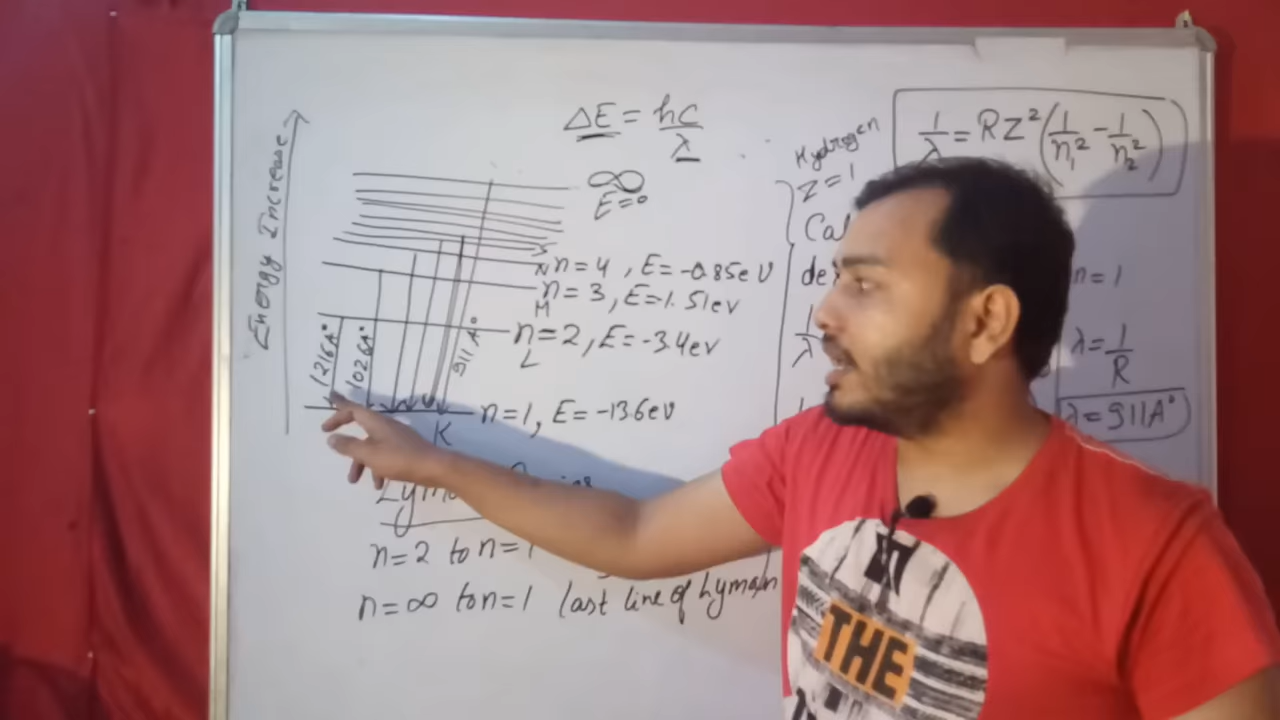 ΔE = hc/λ
∞
E=0
Energy Increase
N n=4 , E= -0.85eV
M n= 3 , E=1.51ev
L n=2 , E= -3.4ev
K n=1 , E= -13.6eV
1216A°
1026A°
911 A°
n=2 to n=1
n=∞ to n=1 last line of Lyman
Hydrogen
Z=1
1/λ = RZ²(1/n₁² - 1/n₂²)
n=1
1/λ
λ= 1/R
λ=911A°
THE